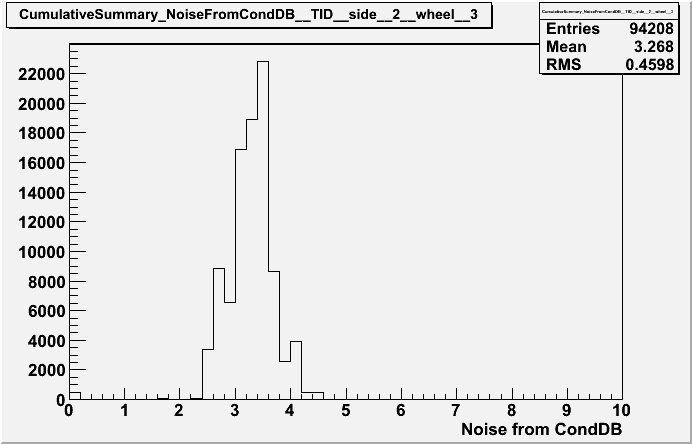 CumulativeSummary_NoiseFromCondDB__TID__side__2__wheel__3
CumulativeSummary_NoiseFromCondDB__TID__side__2__wheel__3
Entries 94208
Mean 3.268
RMS 0.4598
22000
20000
18000
16000
14000
12000
10000
8000
6000
4000
2000
0
0 1 2 3 4 5 6 7 8 9 10
Noise from CondDB